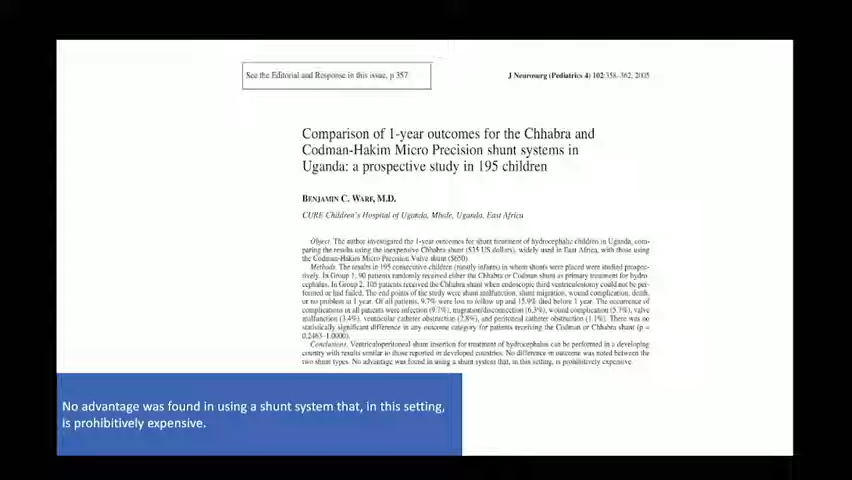 See the Editorial and Response in this issue, p 357
J Neurosurg (Pediatrics 4) 102:358–362, 2005
Comparison of 1-year outcomes for the Chhabra and
Codman-Hakim Micro Precision shunt systems in
Uganda: a prospective study in 195 children
BENJAMIN C. WARF, M.D.
CURE Children's Hospital of Uganda, Mbale, Uganda, East Africa
Object. The author investigated the 1-year outcomes for shunt treatment of hydrocephalic children in Uganda, com-
paring the results using the inexpensive Chhabra shunt ($35 US dollars), widely used in East Africa, with those using
the Codman-Hakim Micro Precision Valve shunt ($650).
Methods. The results in 195 consecutive children (mostly infants) in whom shunts were placed were studied prospec-
tively. In Group 1, 90 patients randomly received either the Chhabra or Codman shunt as primary treatment for hydro-
cephalus. In Group 2, 105 patients received the Chhabra shunt when endoscopic third ventriculostomy could not be per-
formed or had failed. The end points of the study were shunt malfunction, shunt migration, wound complication, death,
or no problem at 1 year. Of all patients, 9.7% were lost to follow up and 15.9% died before 1 year. The occurrence of
complications in all patients were infection (9.7%), migration/disconnection (6.3%), wound complication (5.7%), valve
malfunction (3.4%), ventricular catheter obstruction (2.8%), and peritoneal catheter obstruction (1.1%). There was no
statistically significant difference in any outcome category for patients receiving the Codman or Chhabra shunt (p =
0.2463–1.0000).
Conclusions. Ventriculoperitoneal shunt insertion for treatment of hydrocephalus can be performed in a developing
country with results similar to those reported in developed countries. No difference in outcome was noted between the
two shunt types. No advantage was found in using a shunt system that, in this setting, is prohibitively expensive.
No advantage was found in using a shunt system that, in this setting,
is prohibitively expensive.